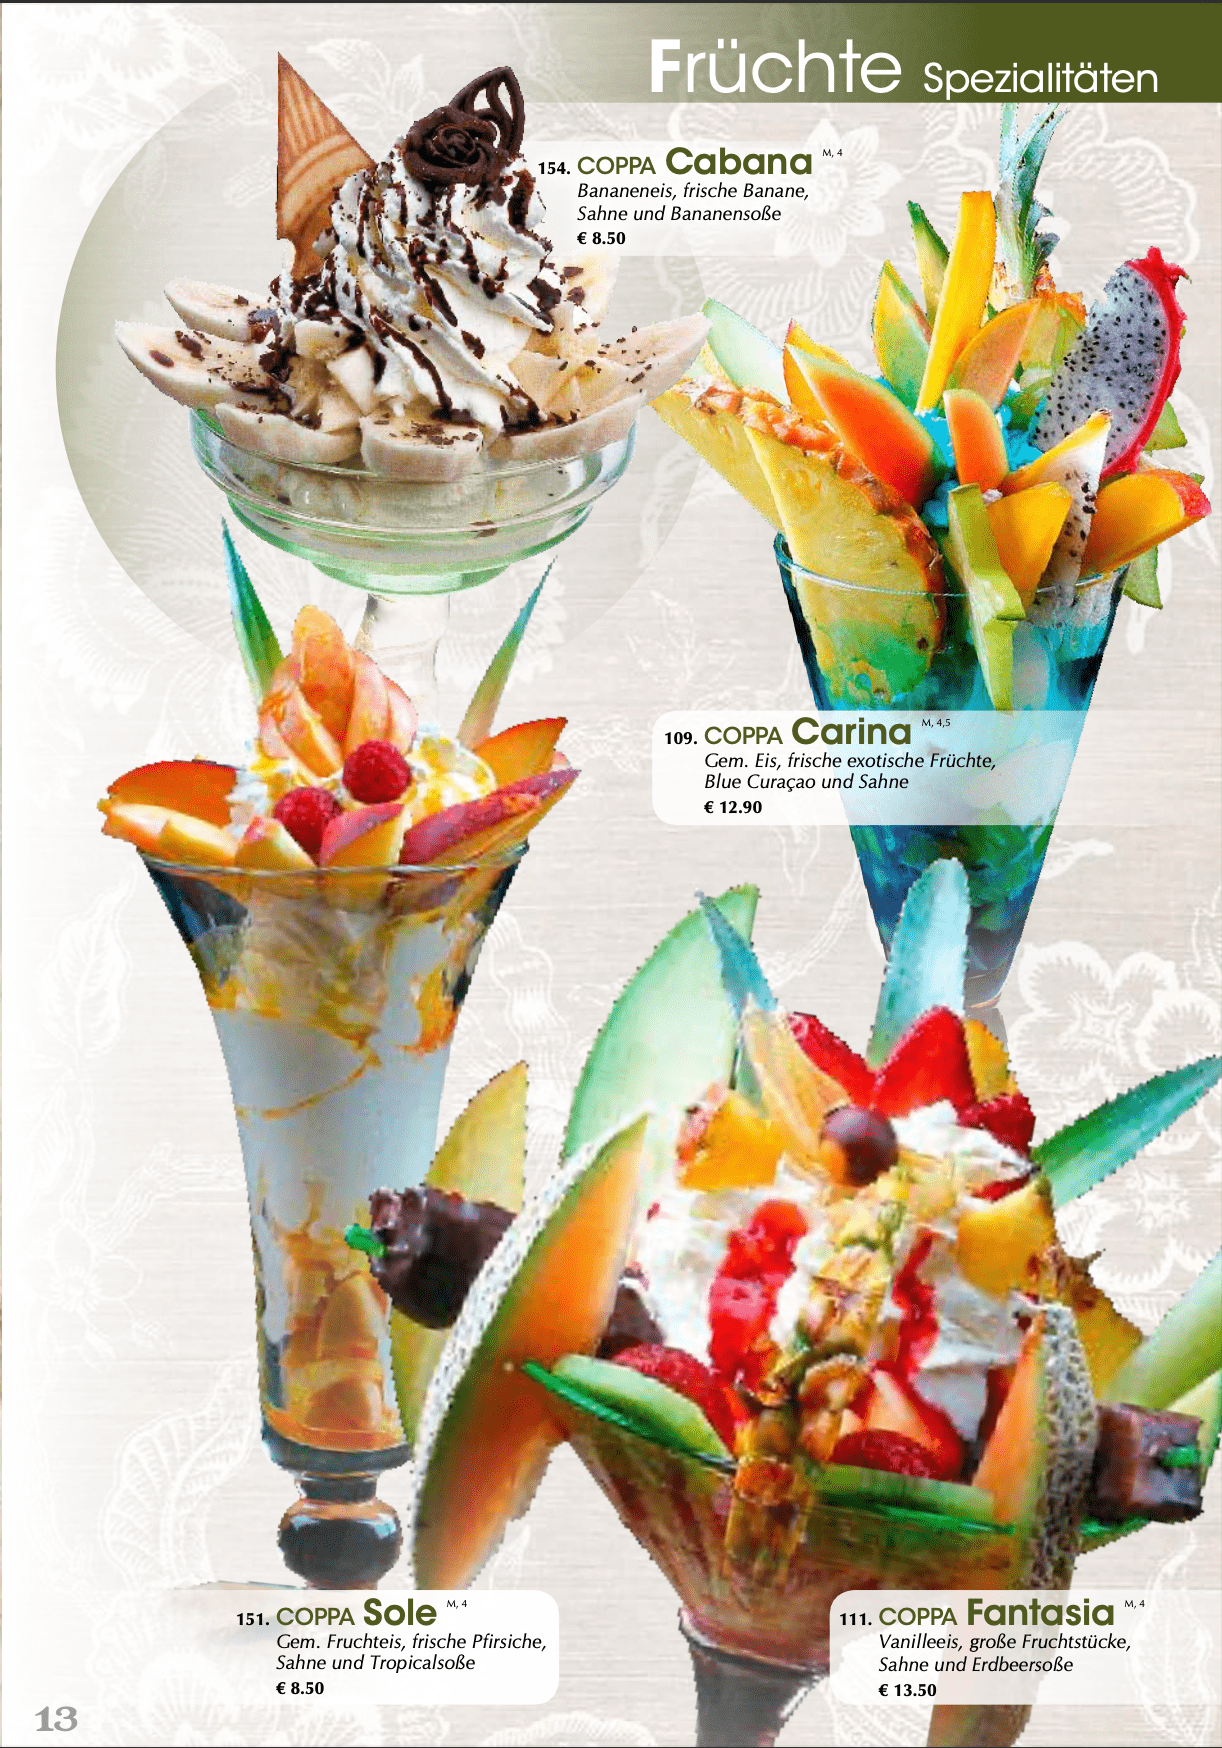 Früchte Spezialitäten
154. COPPA Cabana M, 4
Bananeneis, frische Banane,
Sahne und Bananensoße
€ 8.50
109. COPPA Carina M, 4,5
Gem. Eis, frische exotische Früchte,
Blue Curaçao und Sahne
€ 12.90
151. COPPA Sole M, 4
Gem. Fruchteis, frische Pfirsiche,
Sahne und Tropicalsoße
€ 8.50
111. COPPA Fantasia M, 4
Vanilleeis, große Fruchtstücke,
Sahne und Erdbeersoße
€ 13.50
13